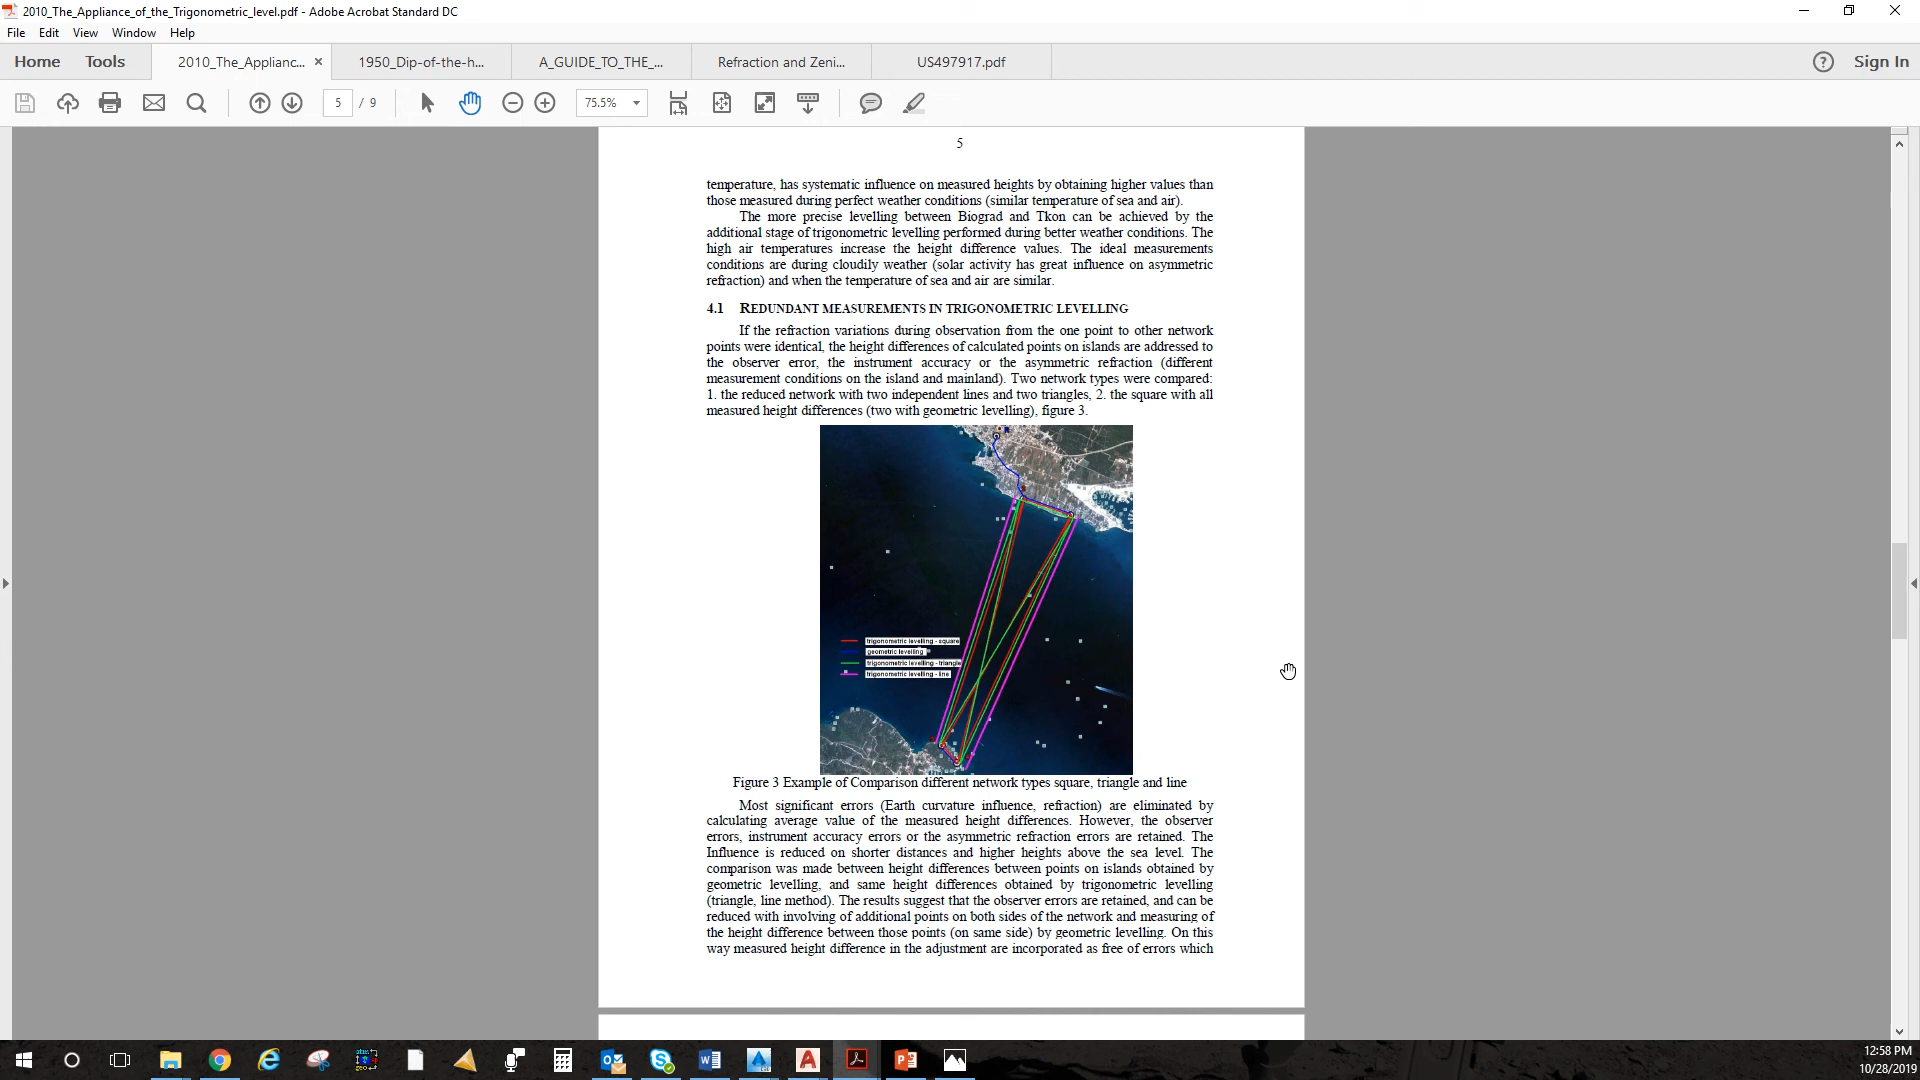 2010_The_Appliance_of_the_Trigonometric_level.pdf - Adobe Acrobat Standard DC
File Edit View Window Help
Home Tools 2010_The_Applianc... × 1950_Dip-of-the-h... A_GUIDE_TO_THE_... Refraction and Zeni... US497917.pdf Sign In
5 / 9 75.5%
5
temperature, has systematic influence on measured heights by obtaining higher values than
those measured during perfect weather conditions (similar temperature of sea and air).
The more precise levelling between Biograd and Tkon can be achieved by the
additional stage of trigonometric levelling performed during better weather conditions. The
high air temperatures increase the height difference values. The ideal measurements
conditions are during cloudily weather (solar activity has great influence on asymmetric
refraction) and when the temperature of sea and air are similar.
4.1 REDUNDANT MEASUREMENTS IN TRIGONOMETRIC LEVELLING
If the refraction variations during observation from the one point to other network
points were identical, the height differences of calculated points on islands are addressed to
the observer error, the instrument accuracy or the asymmetric refraction (different
measurement conditions on the island and mainland). Two network types were compared:
1. the reduced network with two independent lines and two triangles, 2. the square with all
measured height differences (two with geometric levelling), figure 3.
trigonometric levelling - square
geometric levelling
trigonometric levelling - triangle
trigonometric levelling - line
Figure 3 Example of Comparison different network types square, triangle and line
Most significant errors (Earth curvature influence, refraction) are eliminated by
calculating average value of the measured height differences. However, the observer
errors, instrument accuracy errors or the asymmetric refraction errors are retained. The
Influence is reduced on shorter distances and higher heights above the sea level. The
comparison was made between height differences between points on islands obtained by
geometric levelling, and same height differences obtained by trigonometric levelling
(triangle, line method). The results suggest that the observer errors are retained, and can be
reduced with involving of additional points on both sides of the network and measuring of
the height difference between those points (on same side) by geometric levelling. On this
way measured height difference in the adjustment are incorporated as free of errors which
12:58 PM
10/28/2019